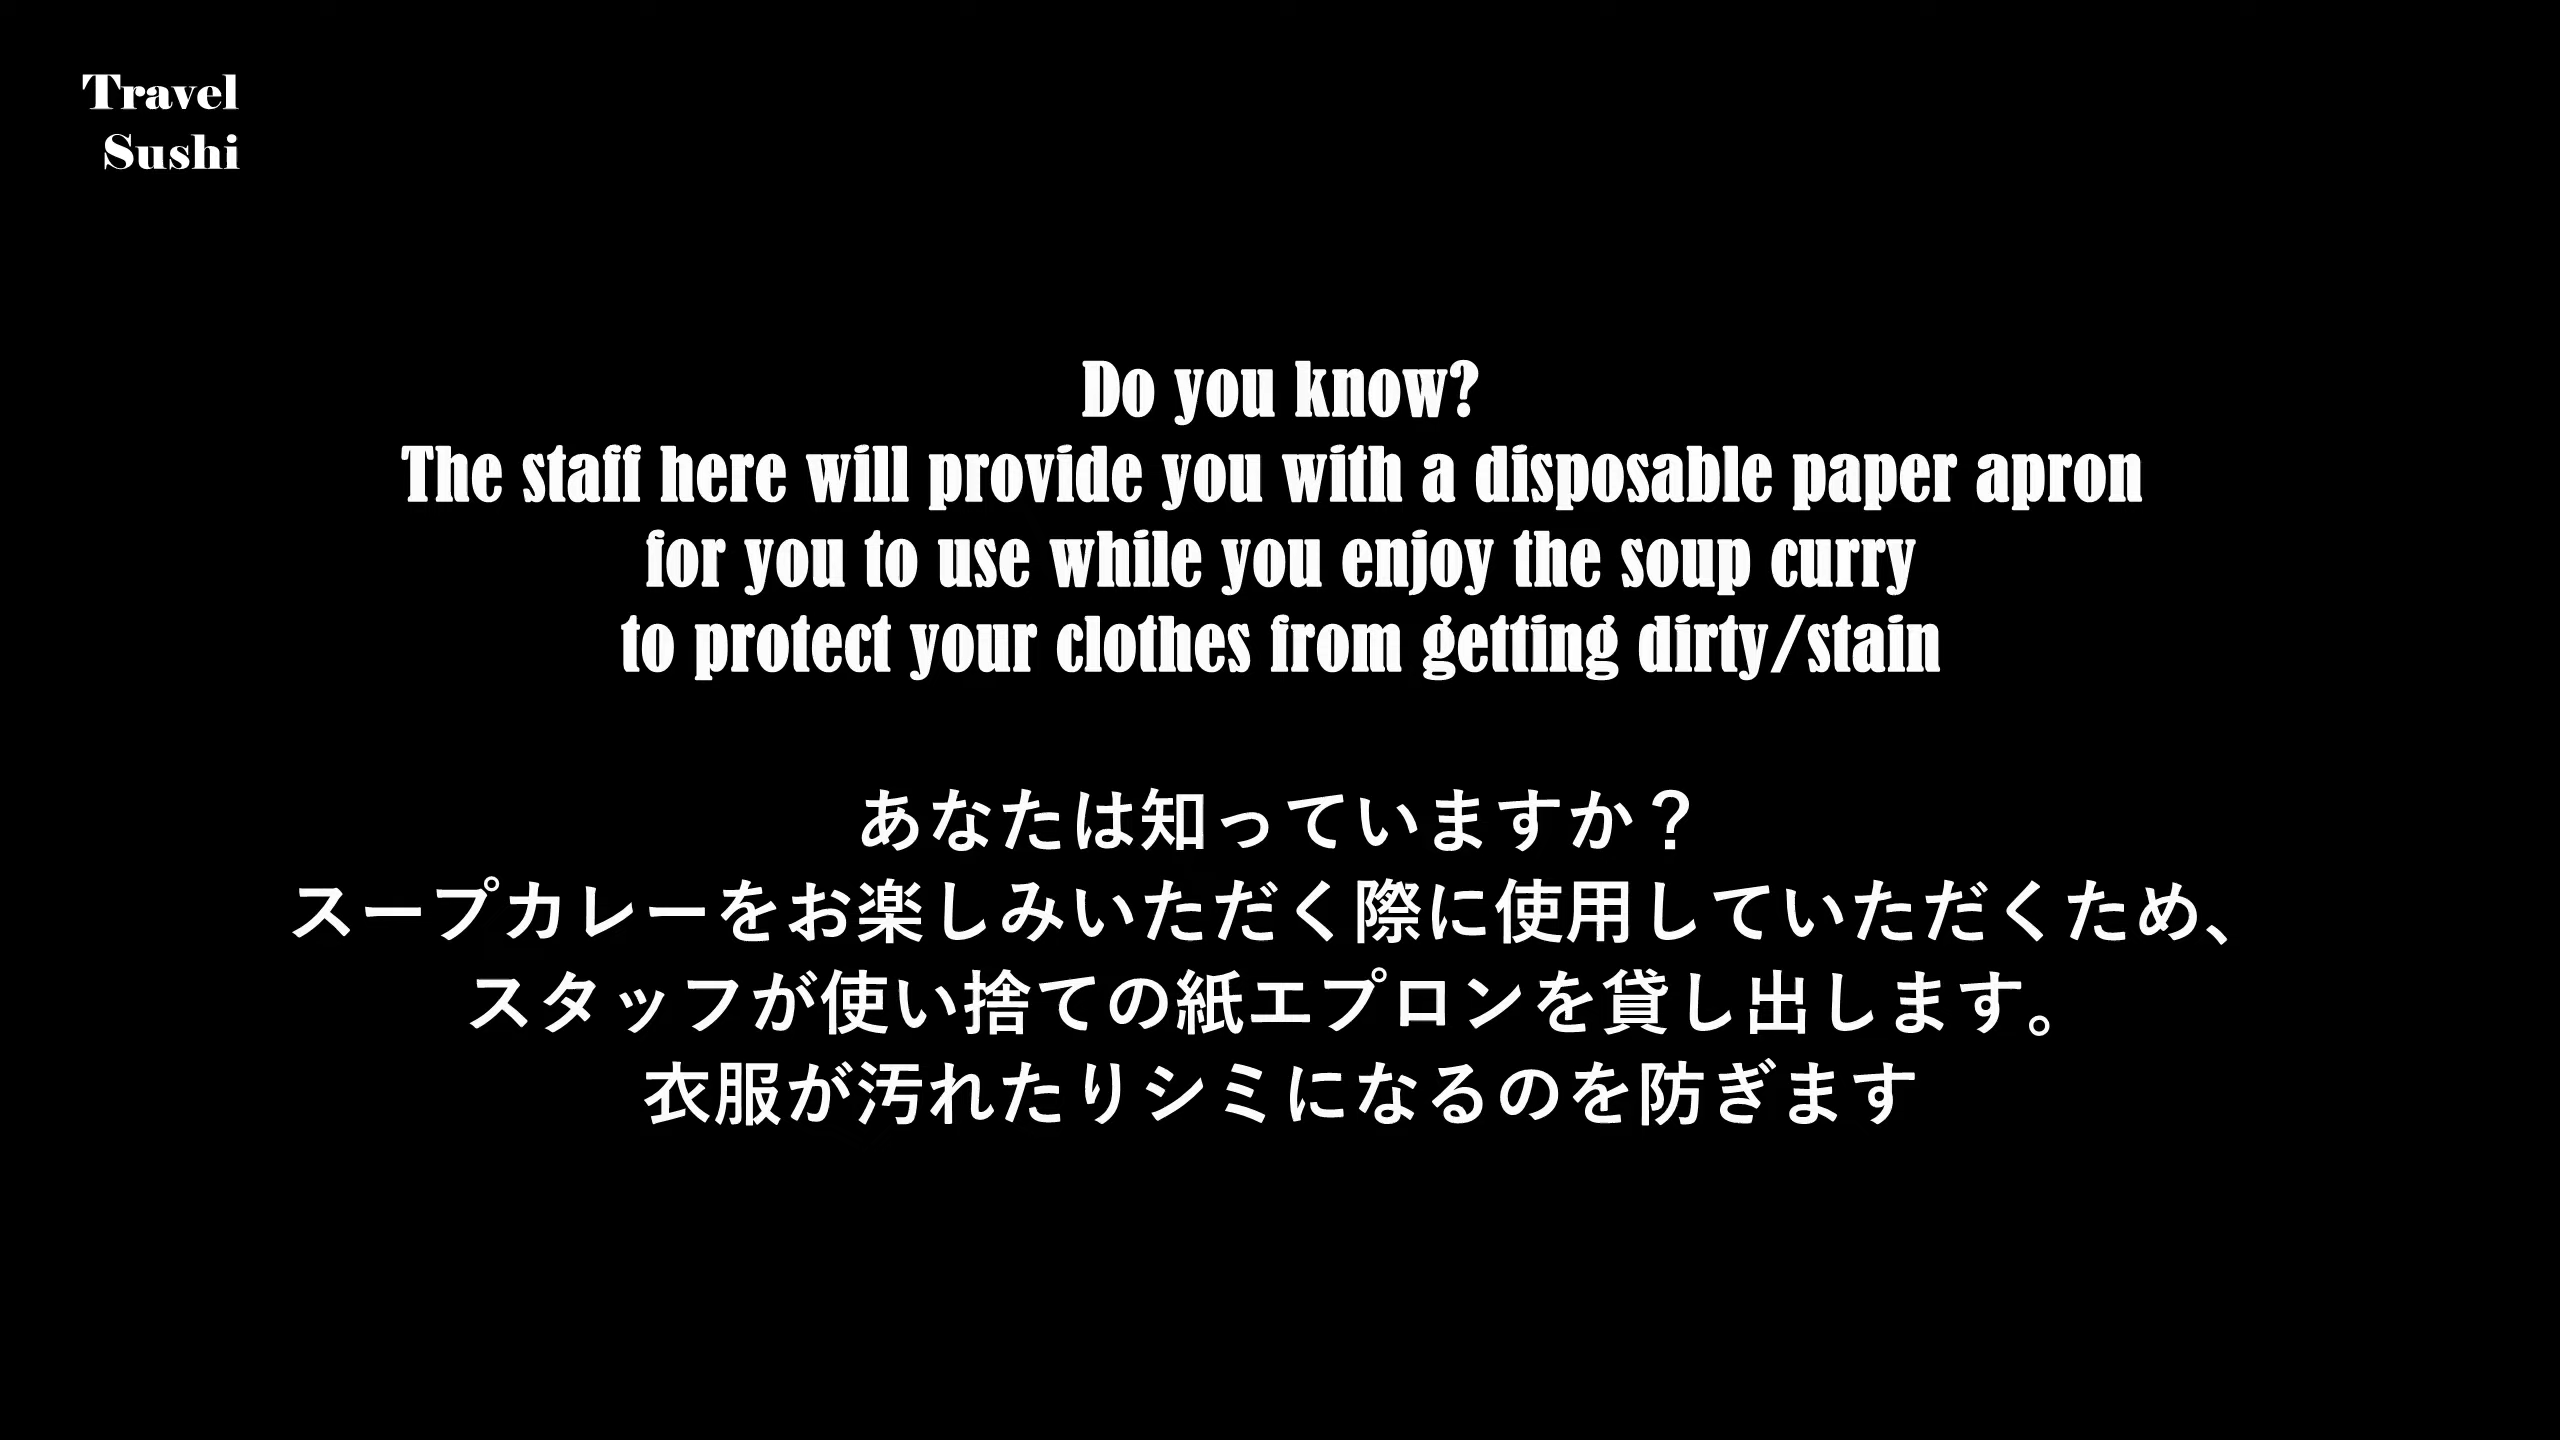 Travel
Sushi
Do you know?
The staff here will provide you with a disposable paper apron
for you to use while you enjoy the soup curry
to protect your clothes from getting dirty/stain
あなたは知っていますか？
スープカレーをお楽しみいただく際に使用していただくため、
スタッフが使い捨ての紙エプロンを貸し出します。
衣服が汚れたりシミになるのを防ぎます